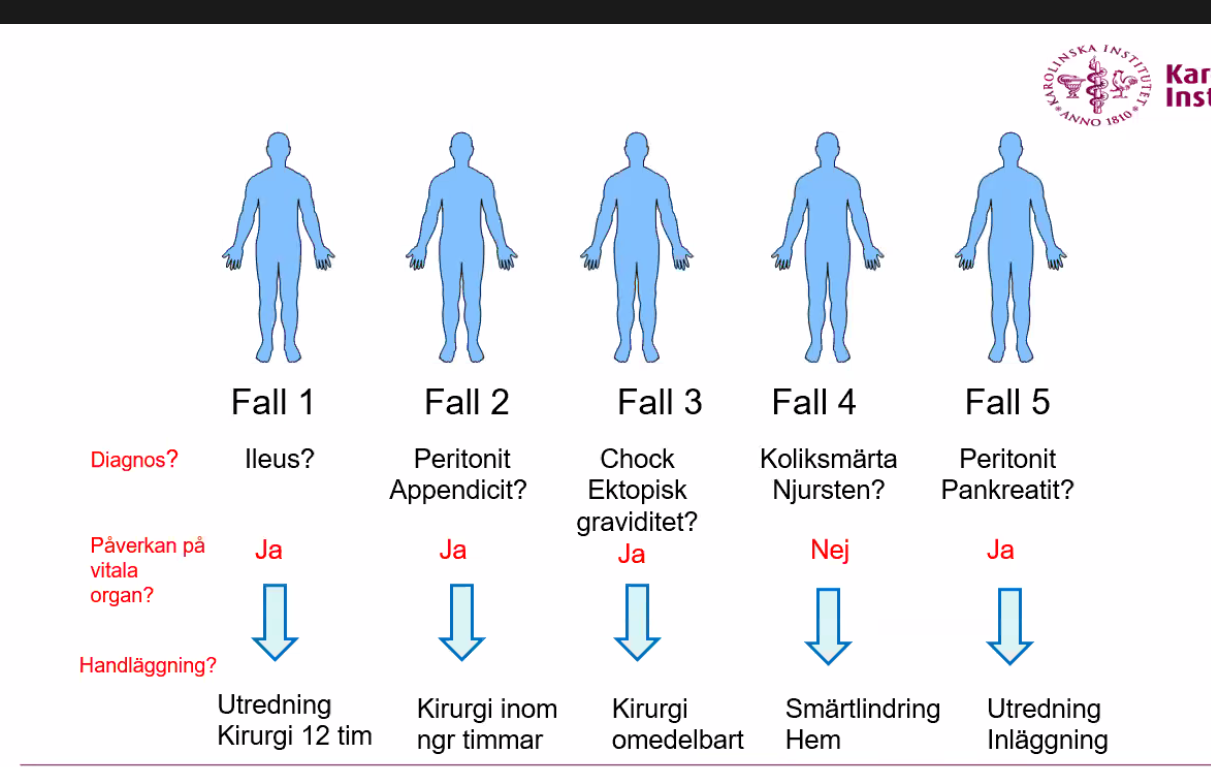 KAROLINSKA INSTITUTET
ANNO 1810
Kar
Inst
Fall 1
Fall 2
Fall 3
Fall 4
Fall 5
Diagnos?
Ileus?
Peritonit
Appendicit?
Chock
Ektopisk
graviditet?
Koliksmärta
Njursten?
Peritonit
Pankreatit?
Påverkan på
vitala
organ?
Ja
Ja
Ja
Nej
Ja
Handläggning?
Utredning
Kirurgi 12 tim
Kirurgi inom
ngr timmar
Kirurgi
omedelbart
Smärtlindring
Hem
Utredning
Inläggning